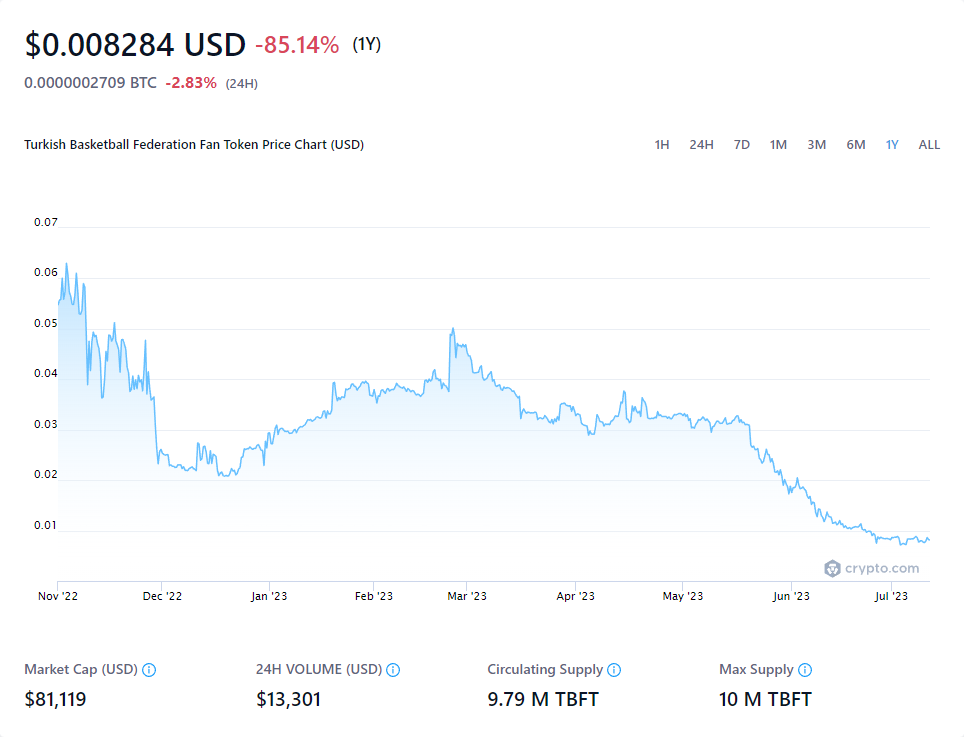 $0.008284 USD -85.14% (1Y)
0.0000002709 BTC -2.83% (24H)
Turkish Basketball Federation Fan Token Price Chart (USD)
1H 24H 7D 1M 3M 6M 1Y ALL
0.07
0.06
0.05
0.04
0.03
0.02
0.01
crypto.com
Nov '22 Dec '22 Jan '23 Feb '23 Mar '23 Apr '23 May '23 Jun '23 Jul '23
Market Cap (USD) 24H VOLUME (USD) Circulating Supply Max Supply
$81,119 $13,301 9.79 M TBFT 10 M TBFT